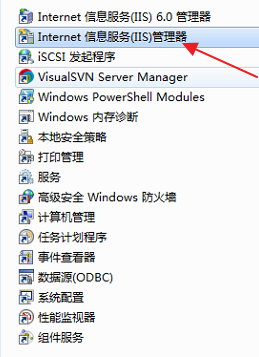 Internet 信息服务(IIS) 6.0 管理器
Internet 信息服务(IIS)管理器
iSCSI 发起程序
VisualSVN Server Manager
Windows PowerShell Modules
Windows 内存诊断
本地安全策略
打印管理
服务
高级安全 Windows 防火墙
计算机管理
任务计划程序
事件查看器
数据源(ODBC)
系统配置
性能监视器
组件服务